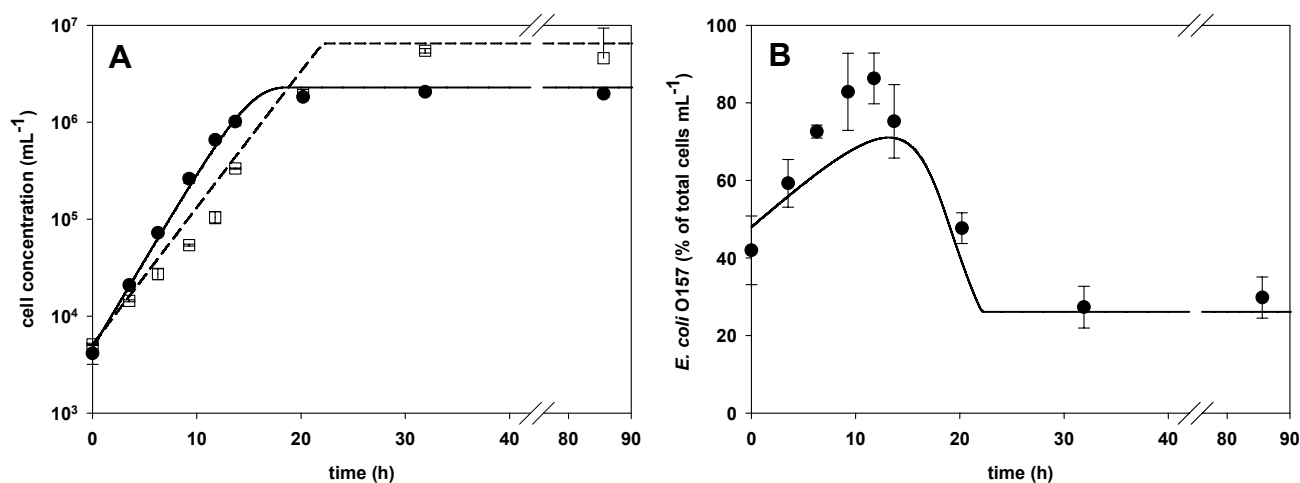 A
cell concentration (mL⁻¹)
10⁷
10⁶
10⁵
10⁴
10³
0 10 20 30 40 80 90
time (h)
B
E. coli O157 (% of total cells mL⁻¹)
100
80
60
40
20
0
0 10 20 30 40 80 90
time (h)